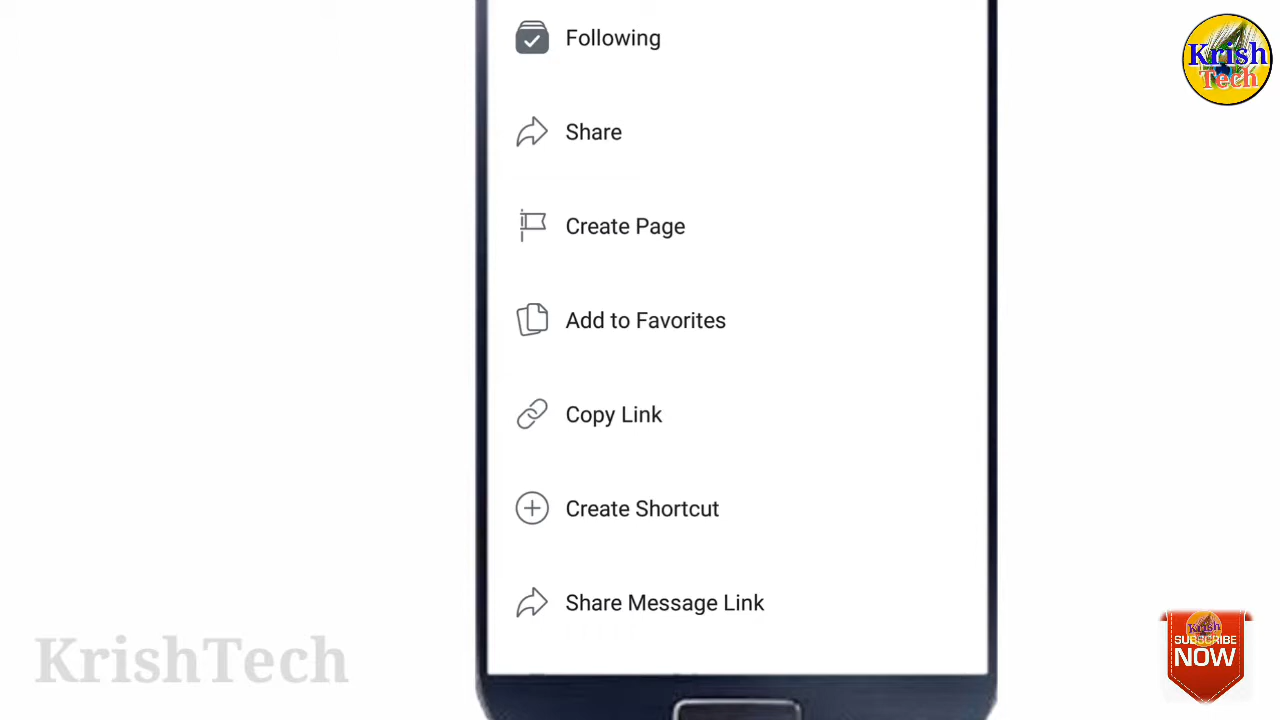 Following
Share
Create Page
Add to Favorites
Copy Link
Create Shortcut
Share Message Link
Krish
Tech
KrishTech
Krish
SUBSCRIBE
NOW